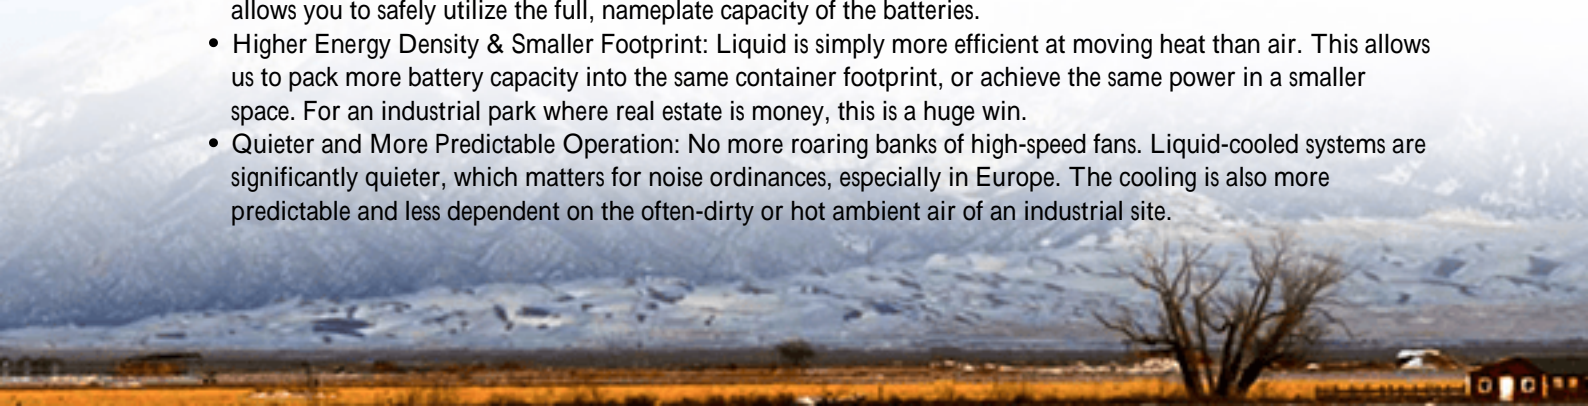 allows you to safely utilize the full, nameplate capacity of the batteries.
• Higher Energy Density & Smaller Footprint: Liquid is simply more efficient at moving heat than air. This allows
us to pack more battery capacity into the same container footprint, or achieve the same power in a smaller
space. For an industrial park where real estate is money, this is a huge win.
• Quieter and More Predictable Operation: No more roaring banks of high-speed fans. Liquid-cooled systems are
significantly quieter, which matters for noise ordinances, especially in Europe. The cooling is also more
predictable and less dependent on the often-dirty or hot ambient air of an industrial site.